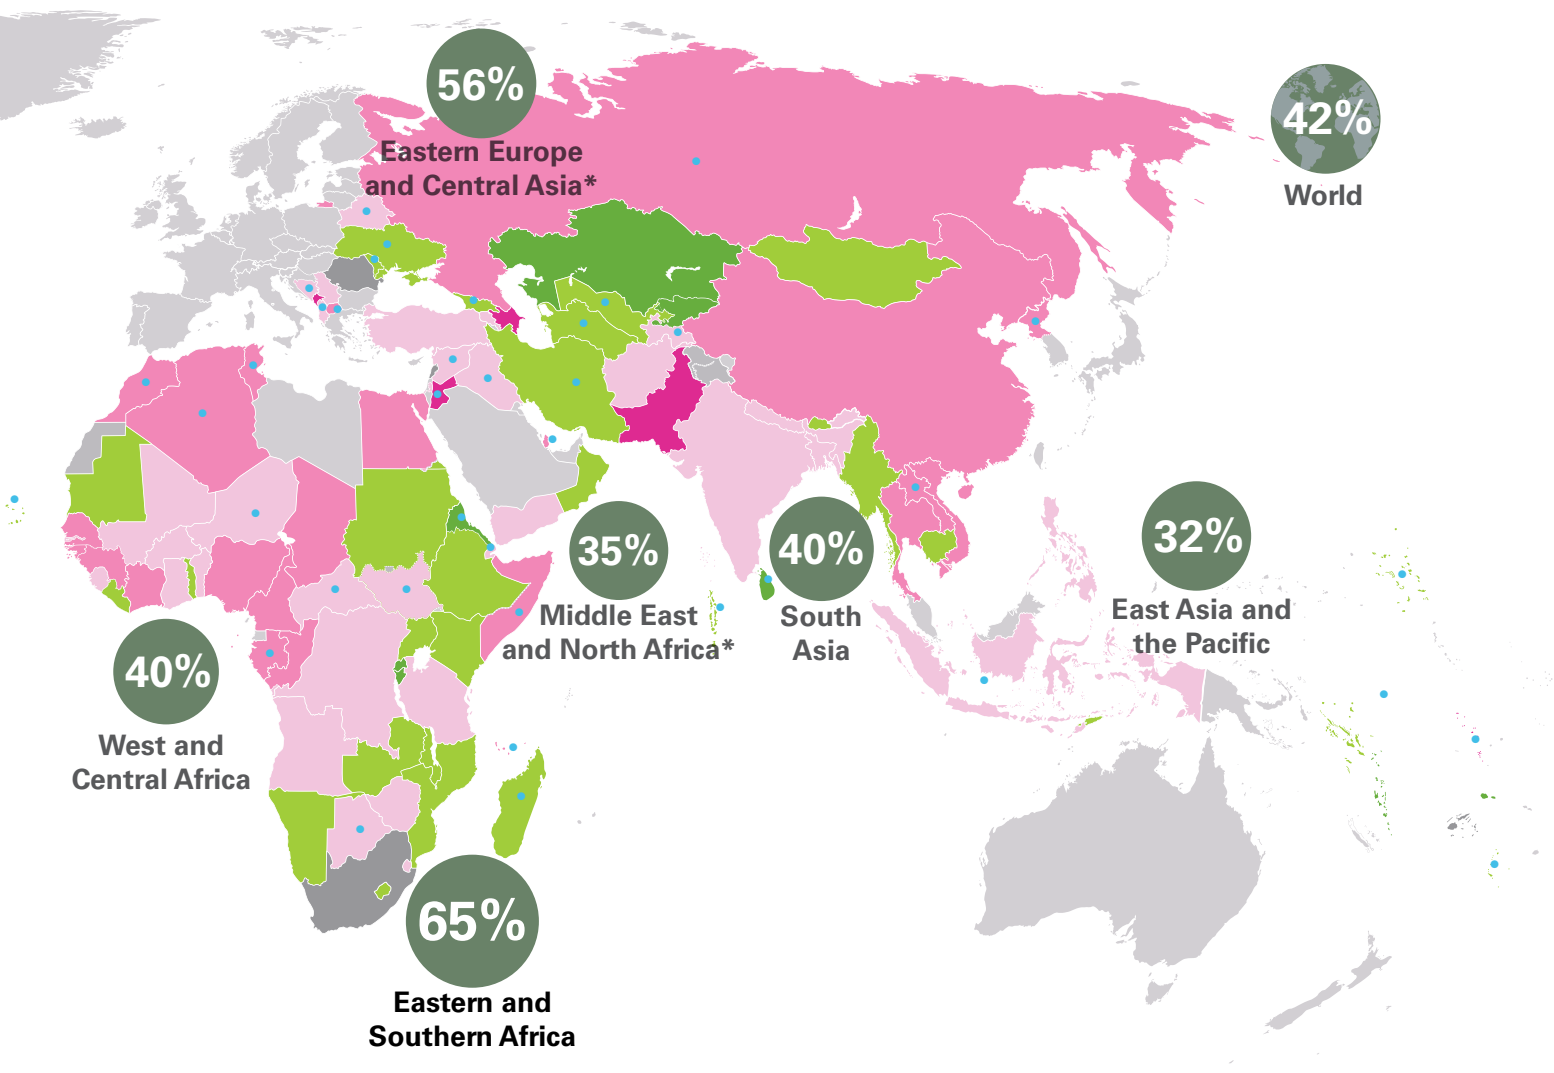 56%
Eastern Europe
and Central Asia*
42%
World
35%
Middle East
and North Africa*
40%
South
Asia
32%
East Asia and
the Pacific
40%
West and
Central Africa
65%
Eastern and
Southern Africa